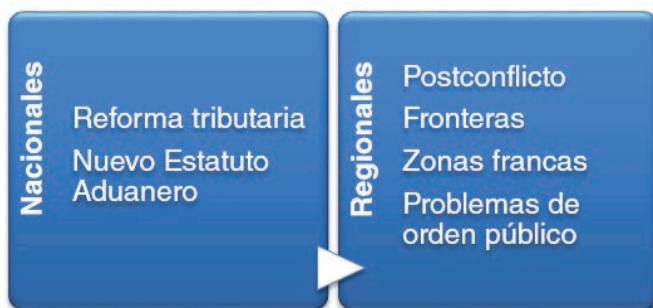 Nacionales
Reforma tributaria
Nuevo Estatuto
Aduanero
Regionales
Postconflicto
Fronteras
Zonas francas
Problemas de
orden público